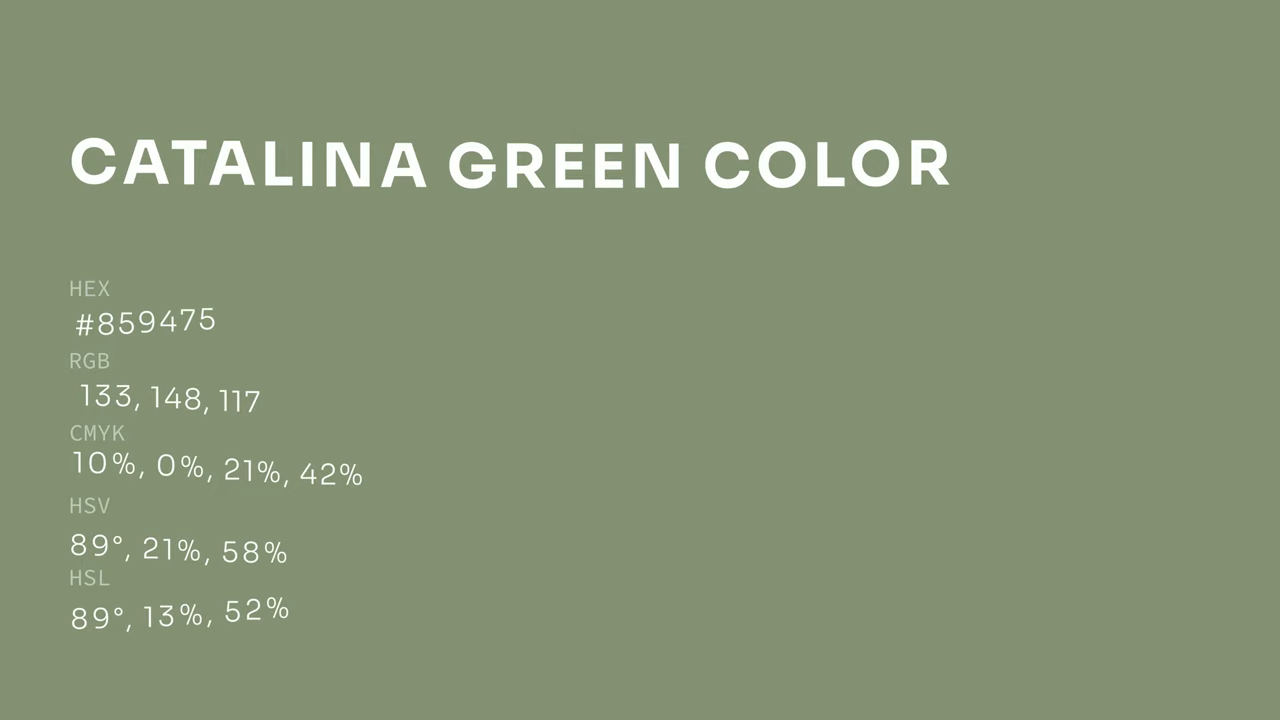 CATALINA GREEN COLOR
HEX
#859475
RGB
133, 148, 117
CMYK
10%, 0%, 21%, 42%
HSV
89°, 21%, 58%
HSL
89°, 13%, 52%